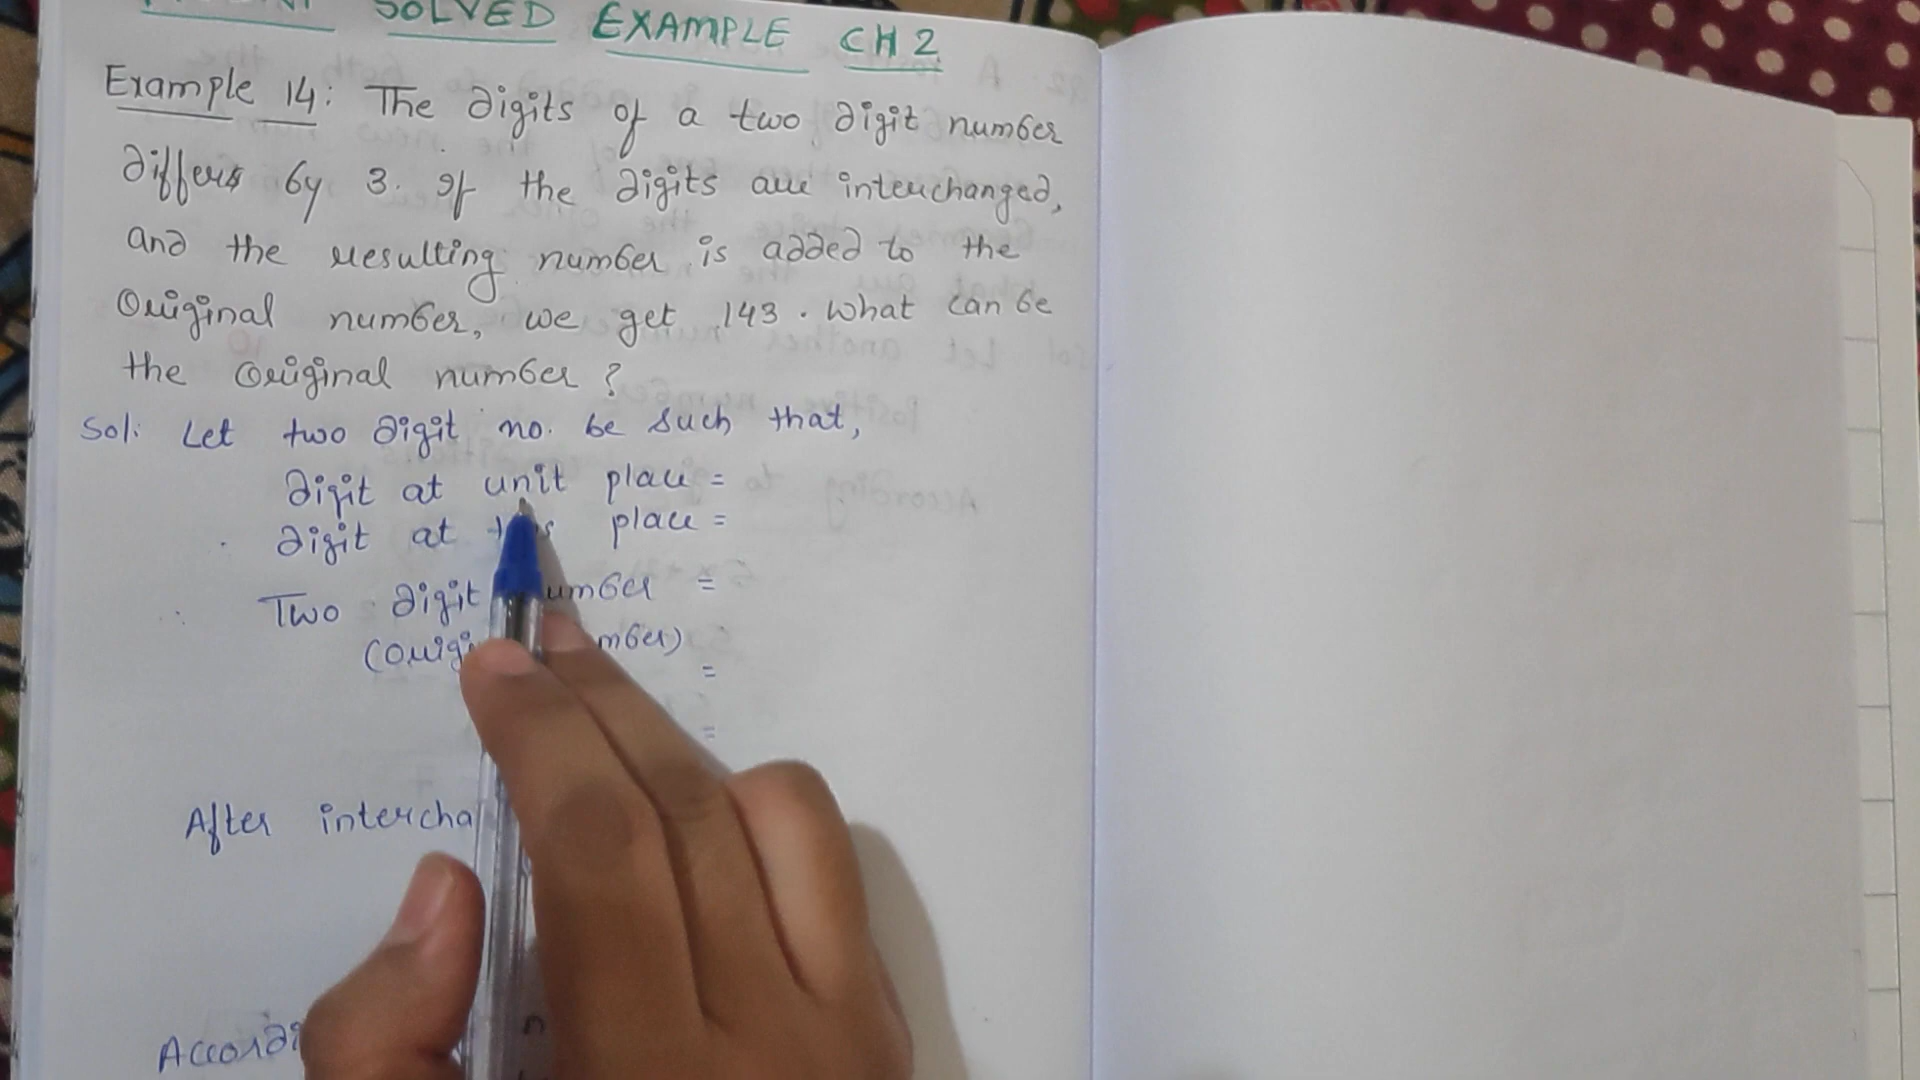 SOLVED EXAMPLE CH 2
Example 14: The digits of a two digit number
differs by 3. If the digits are interchanged,
and the resulting number is added to the
Original number, we get 143. What can be
the Original number?
Sol: Let two digit no. be such that,
digit at unit place =
digit at place =
Two digit number =
(original number)
=
=
After intercha
Accordi